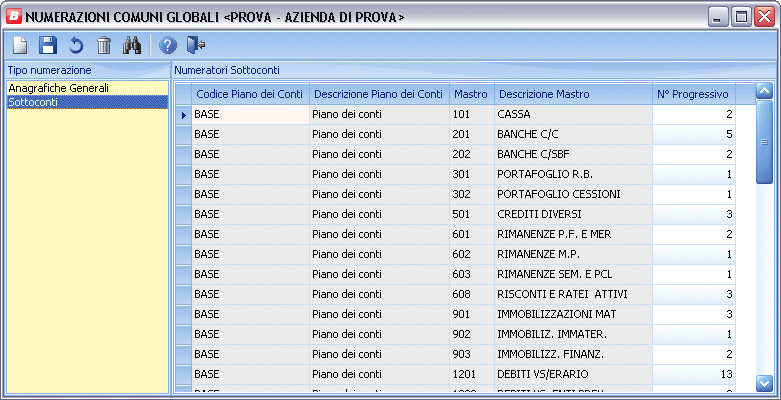 B NUMERAZIONI COMUNI GLOBALI <PROVA - AZIENDA DI PROVA>
Tipo numerazione
Anagrafiche Generali
Sottoconti
Numeratori Sottoconti
Codice Piano dei Conti Descrizione Piano dei Conti Mastro Descrizione Mastro N° Progressivo
BASE Piano dei conti 101 CASSA 2
BASE Piano dei conti 201 BANCHE C/C 5
BASE Piano dei conti 202 BANCHE C/SBF 2
BASE Piano dei conti 301 PORTAFOGLIO R.B. 1
BASE Piano dei conti 302 PORTAFOGLIO CESSIONI 1
BASE Piano dei conti 501 CREDITI DIVERSI 3
BASE Piano dei conti 601 RIMANENZE P.F. E MER 2
BASE Piano dei conti 602 RIMANENZE M.P. 1
BASE Piano dei conti 603 RIMANENZE SEM. E PCL 1
BASE Piano dei conti 608 RISCONTI E RATEI ATTIVI 3
BASE Piano dei conti 901 IMMOBILIZZAZIONI MAT 3
BASE Piano dei conti 902 IMMOBILIZ. IMMATER. 1
BASE Piano dei conti 903 IMMOBILIZZ. FINANZ. 2
BASE Piano dei conti 1201 DEBITI VS/ERARIO 13
BASE Piano dei conti